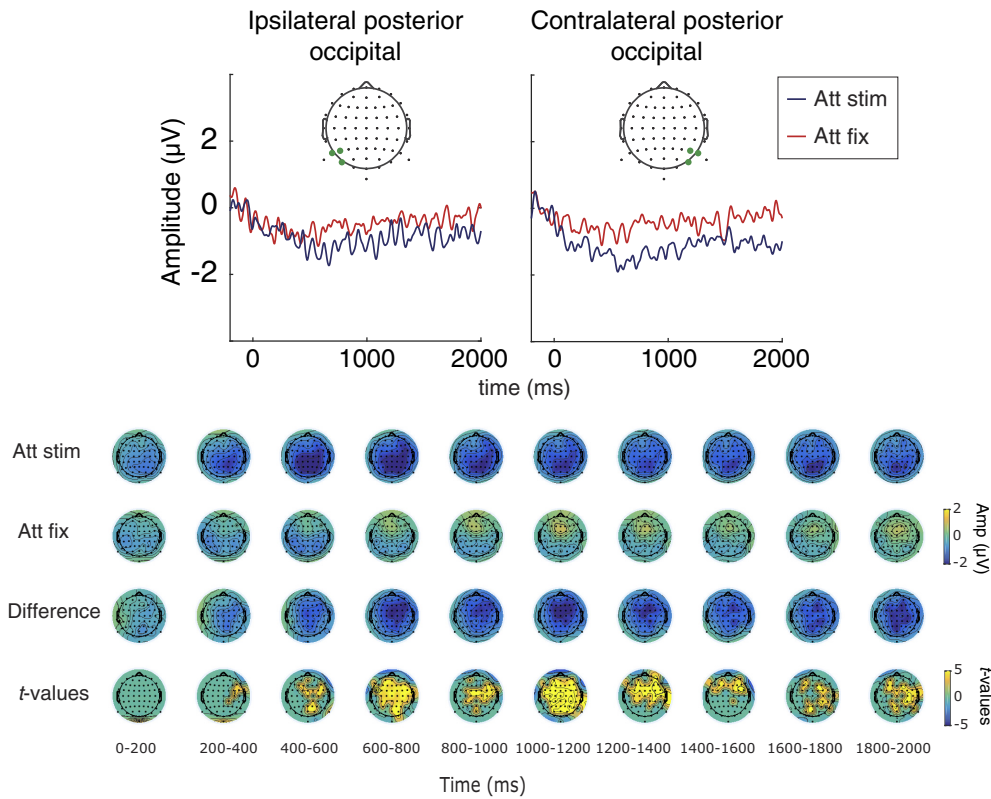 Ipsilateral posterior
occipital
Contralateral posterior
occipital
Att stim
Att fix
Amplitude (µV)
2
0
-2
0
1000
2000
0
1000
2000
time (ms)
Att stim
Att fix
Amp (µV)
2
0
-2
Difference
t-values
t-values
5
0
-5
0-200
200-400
400-600
600-800
800-1000
1000-1200
1200-1400
1400-1600
1600-1800
1800-2000
Time (ms)